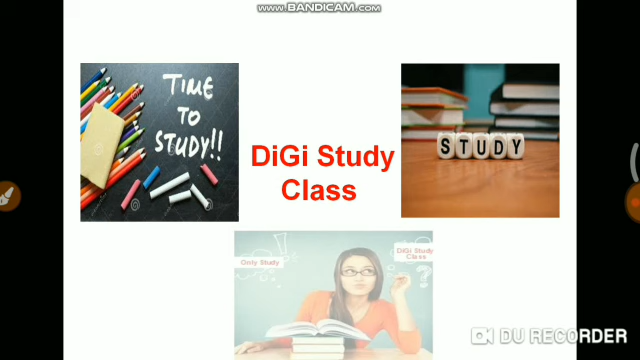 WWW.BANDICAM.COM
TIME
TO
STUDY!!
STUDY
DiGi Study
Class
Only Study
DiGi Study
Class
DU RECORDER